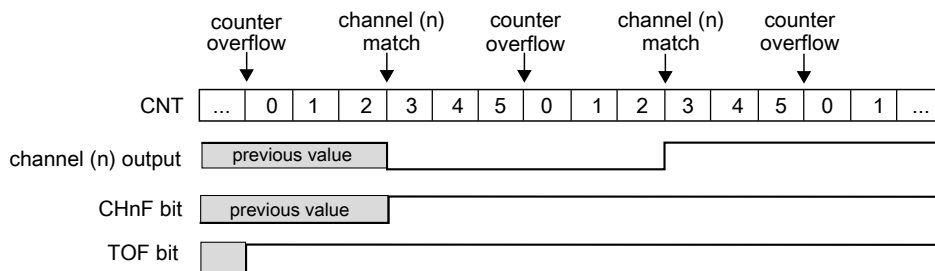 counter overflow
channel (n) match
counter overflow
channel (n) match
counter overflow
CNT ... 0 1 2 3 4 5 0 1 2 3 4 5 0 1 ...
channel (n) output previous value
CHnF bit previous value
TOF bit